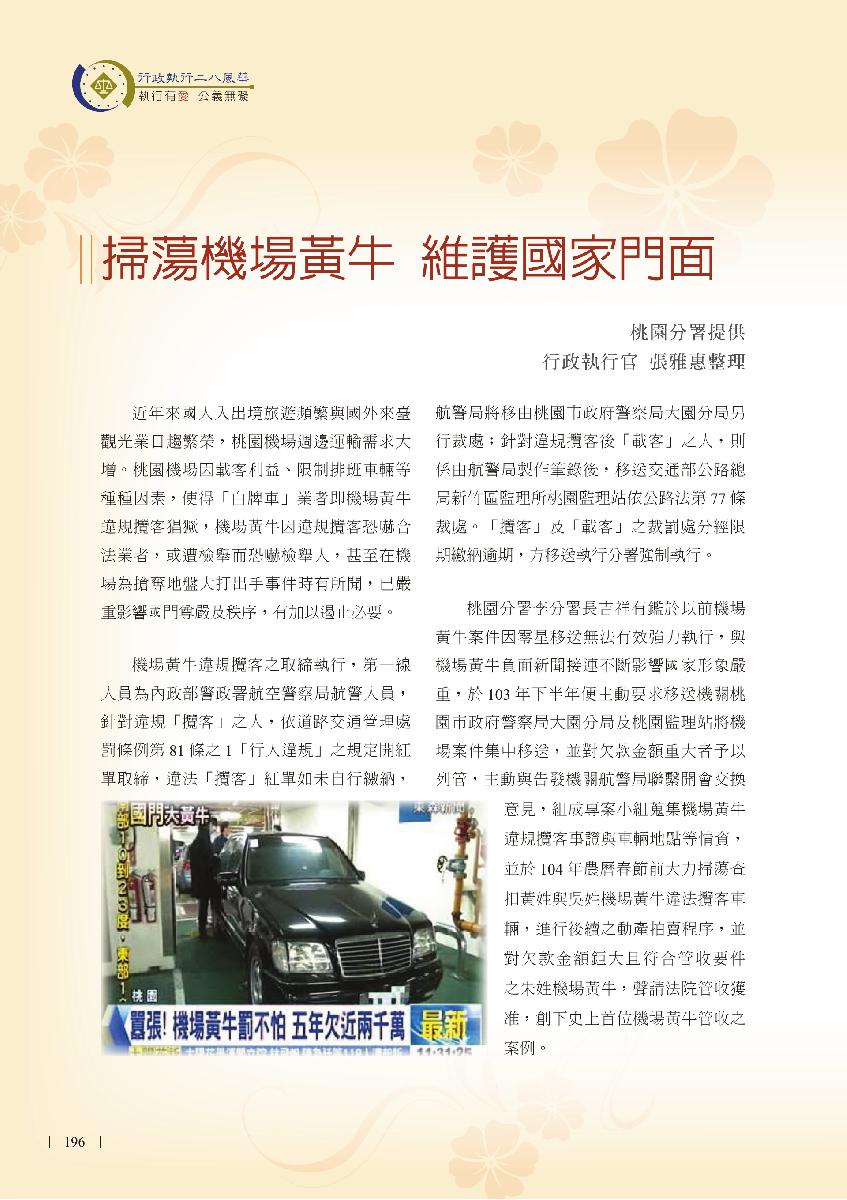 行政執行二八風華
執行有愛 公義無礙
掃蕩機場黃牛 維護國家門面
桃園分署提供
行政執行官 張雅惠整理
近年來國人入出境旅遊頻繁與國外來臺
觀光業日趨繁榮，桃園機場週邊運輸需求大
增。桃園機場因載客利益、限制排班車輛等
種種因素，使得「白牌車」業者即機場黃牛
違規攬客猖獗，機場黃牛因違規攬客恐嚇合
法業者，或遭檢舉而恐嚇檢舉人，甚至在機
場為搶奪地盤大打出手事件時有所聞，已嚴
重影響國門尊嚴及秩序，有加以遏止必要。
機場黃牛違規攬客之取締執行，第一線
人員為內政部警政署航空警察局航警人員，
針對違規「攬客」之人，依道路交通管理處
罰條例第 81 條之 1「行人違規」之規定開紅
單取締，違法「攬客」紅單如未自行繳納，
航警局將移由桃園市政府警察局大園分局另
行裁處；針對違規攬客後「載客」之人，則
係由航警局製作筆錄後，移送交通部公路總
局新竹區監理所桃園監理站依公路法第 77 條
裁處。「攬客」及「載客」之裁罰處分經限
期繳納逾期，方移送執行分署強制執行。
桃園分署李分署長吉祥有鑑於以前機場
黃牛案件因零星移送無法有效強力執行，與
機場黃牛負面新聞接連不斷影響國家形象嚴
重，於 103 年下半年便主動要求移送機關桃
園市政府警察局大園分局及桃園監理站將機
場案件集中移送，並對欠款金額重大者予以
列管，主動與告發機關航警局聯繫開會交換
意見，組成專案小組蒐集機場黃牛
違規攬客事證與車輛地點等情資，
並於 104 年農曆春節前大力掃蕩查
扣黃姓與吳姓機場黃牛違法攬客車
輛，進行後續之動產拍賣程序，並
對欠款金額鉅大且符合管收要件
之朱姓機場黃牛，聲請法院管收獲
准，創下史上首位機場黃牛管收之
案例。
國門大黃牛
東森新聞
部10到23度，東部1
桃園
囂張！機場黃牛罰不怕 五年欠近兩千萬
最新
11:31:25
196